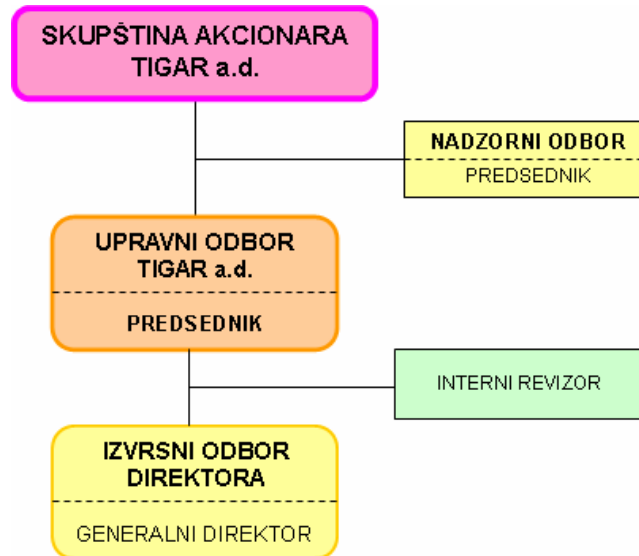 SKUPŠTINA AKCIONARA
TIGAR a.d.
NADZORNI ODBOR
PREDSEDNIK
UPRAVNI ODBOR
TIGAR a.d.
PREDSEDNIK
INTERNI REVIZOR
IZVRSNI ODBOR
DIREKTORA
GENERALNI DIREKTOR